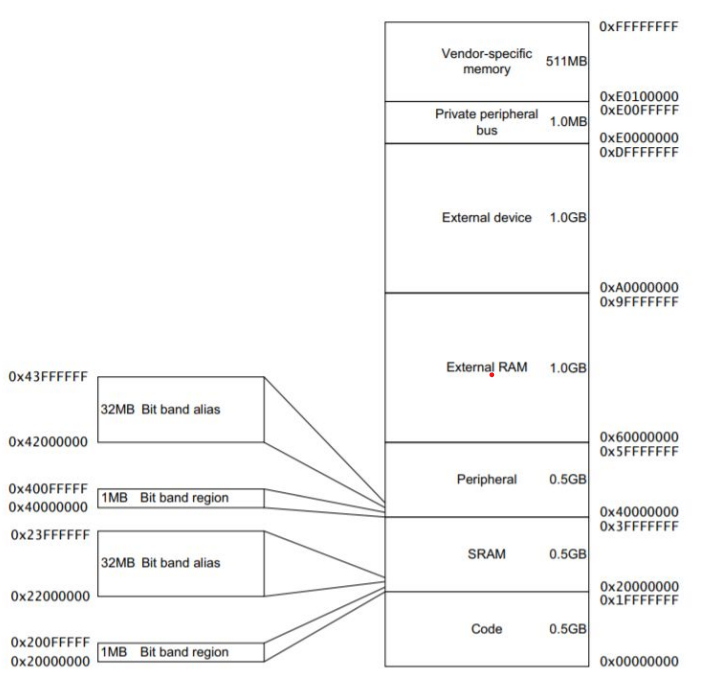 0xFFFFFFFF
Vendor-specific
memory
511MB
0xE0100000
0xE00FFFFF
Private peripheral
bus
1.0MB
0xE0000000
0xDFFFFFFF
External device
1.0GB
0xA0000000
0x9FFFFFFF
External RAM
1.0GB
0x60000000
0x5FFFFFFF
Peripheral
0.5GB
0x40000000
0x3FFFFFFF
SRAM
0.5GB
0x20000000
0x1FFFFFFF
Code
0.5GB
0x00000000
0x43FFFFFF
32MB Bit band alias
0x42000000
0x400FFFFF
1MB Bit band region
0x40000000
0x23FFFFFF
32MB Bit band alias
0x22000000
0x200FFFFF
1MB Bit band region
0x20000000